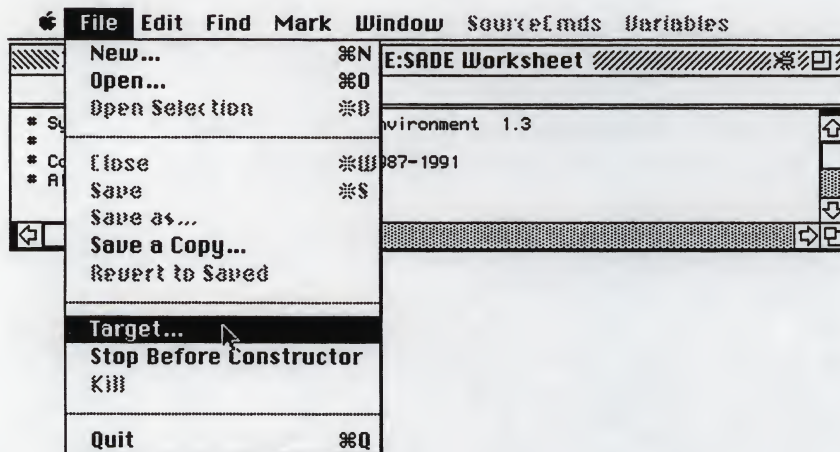 File Edit Find Mark Window SourceCmds Variables
E:SADE Worksheet
New... ⌘N
Open... ⌘O
Open Selection ⌘D
Close ⌘W
Save ⌘S
Save as...
Save a Copy...
Revert to Saved
Target...
Stop Before Constructor
Kill
Quit ⌘Q
# Sy
nvironment 1.3
#
# Co
987-1991
# Al